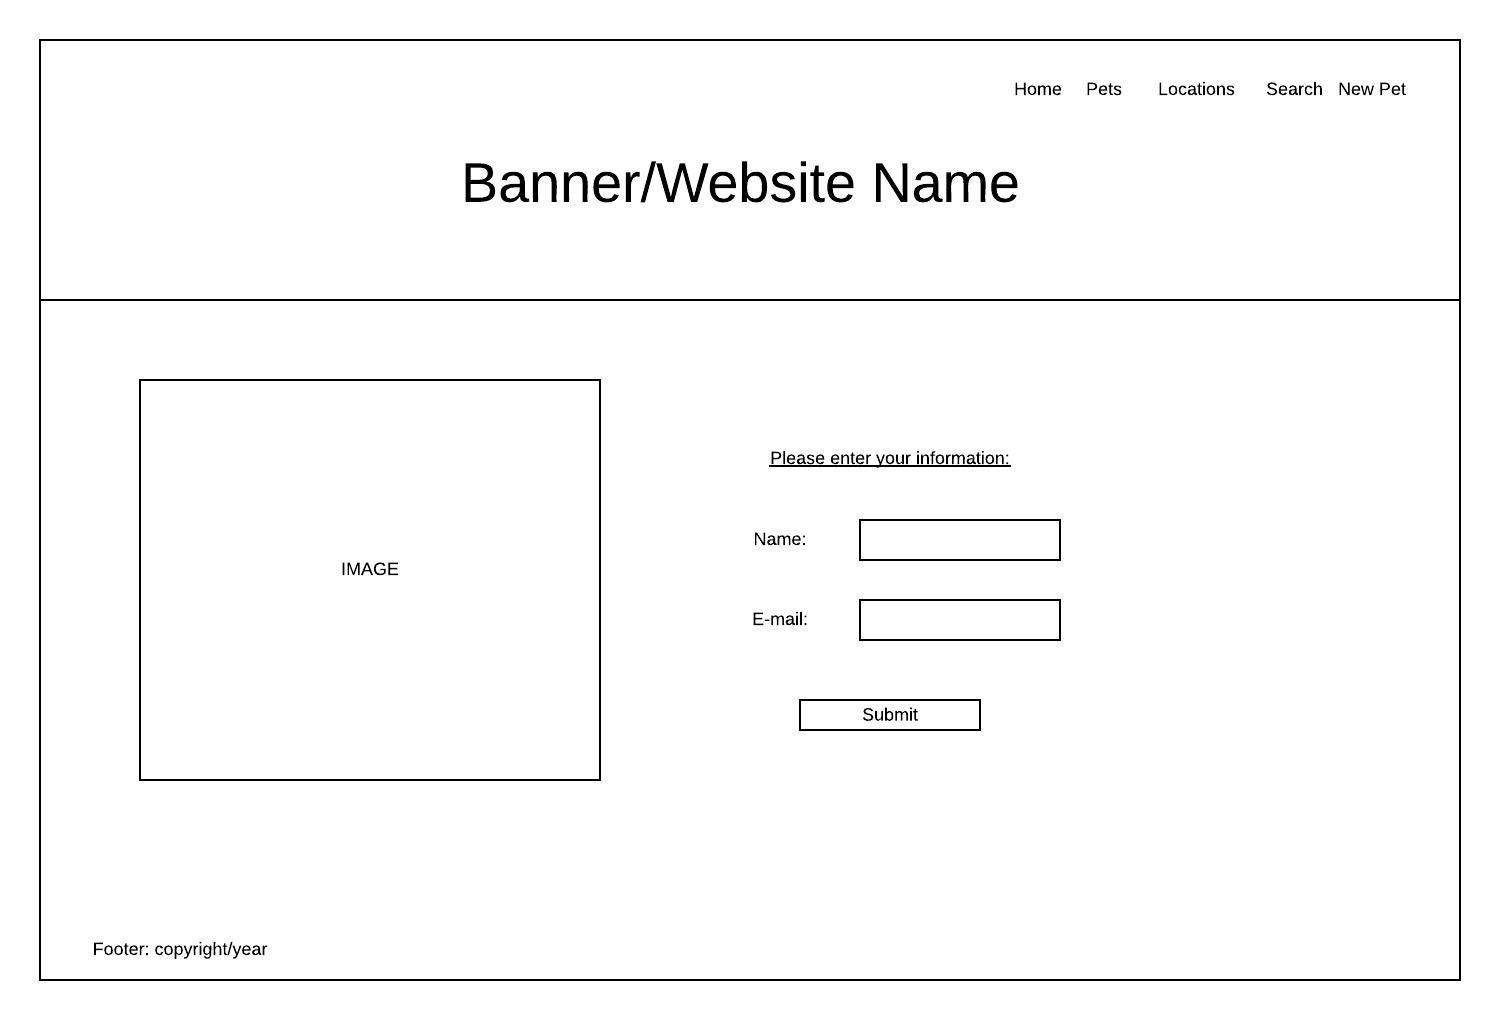 Home Pets Locations Search New Pet
Banner/Website Name
IMAGE
Please enter your information:
Name:
E-mail:
Submit
Footer: copyright/year